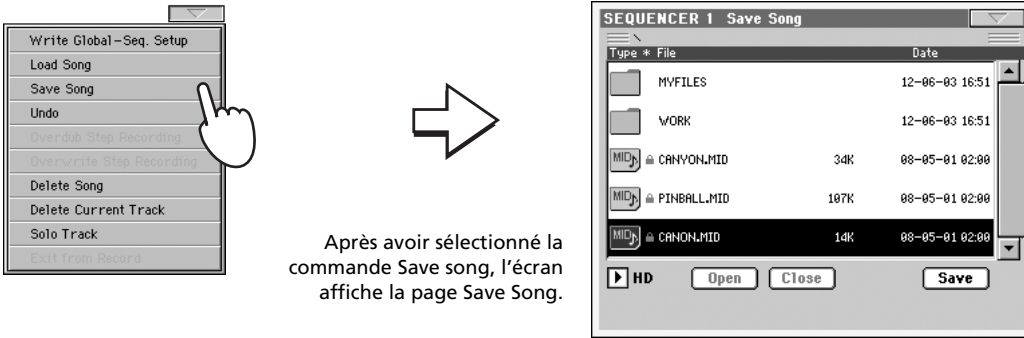 Write Global-Seq. Setup
Load Song
Save Song
Undo
Overdub Step Recording
Overwrite Step Recording
Delete Song
Delete Current Track
Solo Track
Exit from Record
Après avoir sélectionné la
commande Save song, l'écran
affiche la page Save Song.
SEQUENCER 1 Save Song
Type * File Date
MYFILES 12-06-03 16:51
WORK 12-06-03 16:51
MID CANYON.MID 34K 08-05-01 02:00
MID PINBALL.MID 107K 08-05-01 02:00
MID CANON.MID 14K 08-05-01 02:00
HD Open Close Save